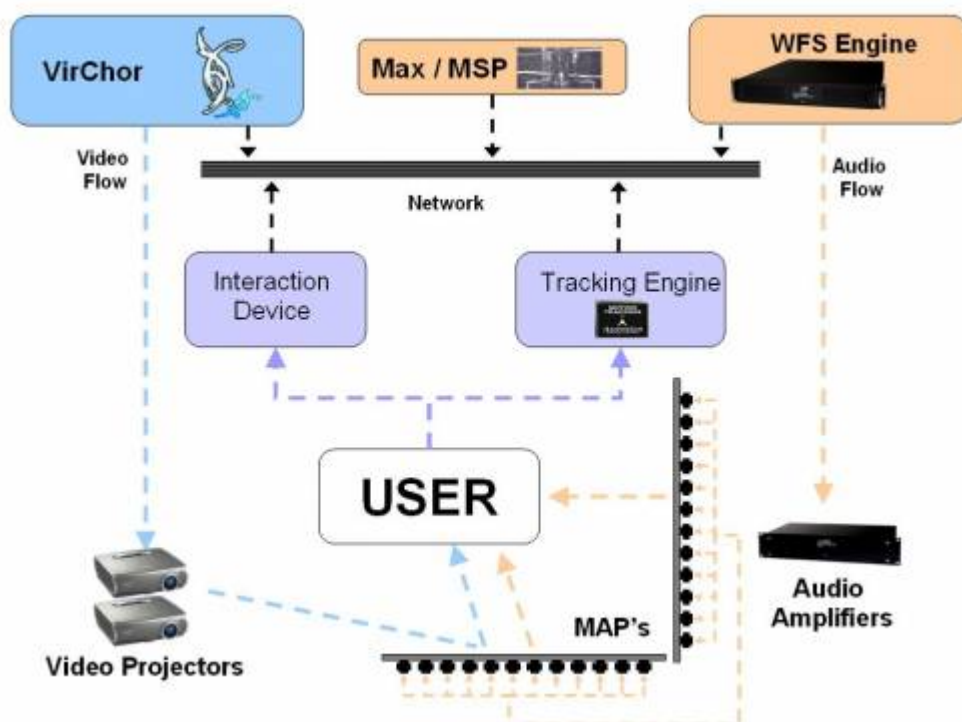 VirChor
Max / MSP
WFS Engine
Video
Flow
Audio
Flow
Network
Interaction
Device
Tracking Engine
USER
MAP's
Audio
Amplifiers
Video Projectors